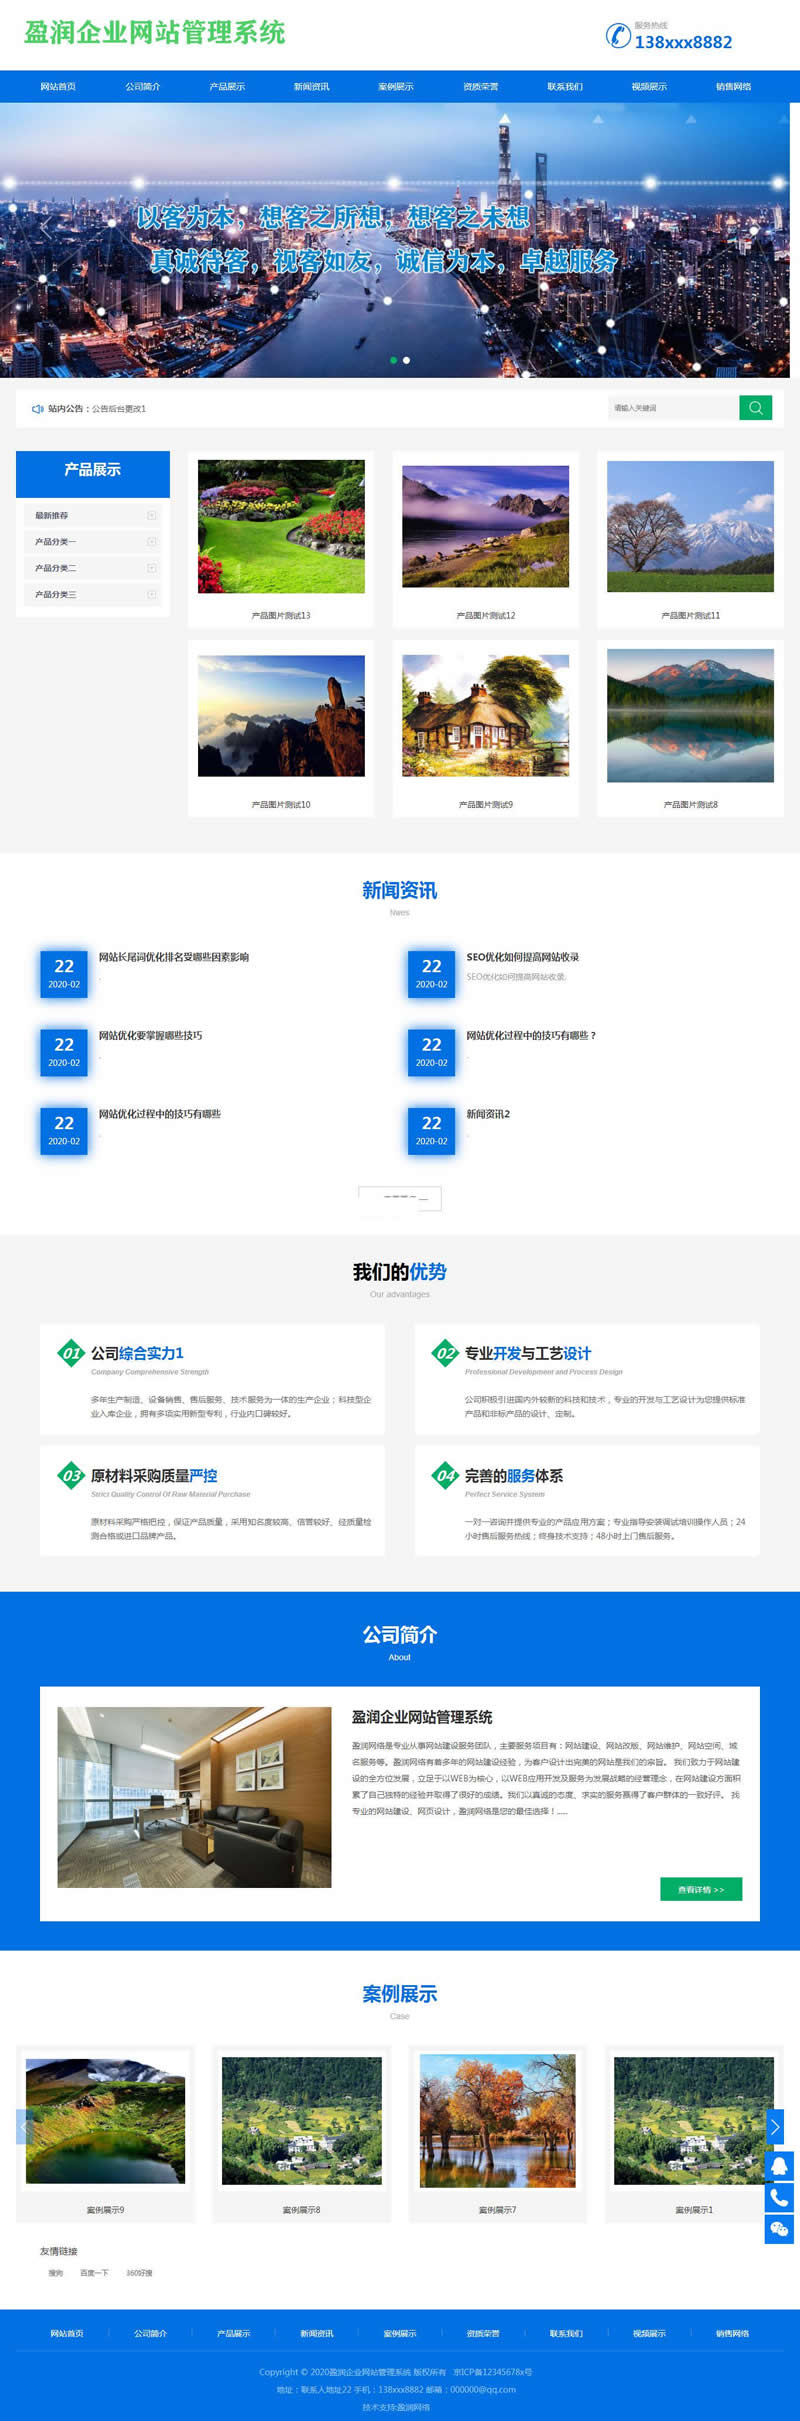 盈润企业网站管理系统
服务热线
138xxx8882
网站首页 公司简介 产品展示 新闻资讯 案例展示 资质荣誉 联系我们 视频展示 销售网络
以客为本，想客之所想，想客之未想
真诚待客，视客如友，诚信为本，卓越服务
站内公告：公告后台更改1
请输入关键词
产品展示
最新推荐
产品分类一
产品分类二
产品分类三
产品图片测试13 产品图片测试12 产品图片测试11
产品图片测试10 产品图片测试9 产品图片测试8
新闻资讯
Nwes
22
2020-02
网站长尾词优化排名受哪些因素影响
22
2020-02
SEO优化如何提高网站收录
SEO优化如何提高网站收录.
22
2020-02
网站优化要掌握哪些技巧
22
2020-02
网站优化过程中的技巧有哪些？
22
2020-02
网站优化过程中的技巧有哪些
22
2020-02
新闻资讯2
我们的优势
Our advantages
01 公司综合实力1
Company Comprehensive Strength
多年生产制造、设备销售、售后服务、技术服务为一体的生产企业；科技型企
业入库企业，拥有多项实用新型专利，行业内口碑较好。
02 专业开发与工艺设计
Professional Development and Process Design
公司积极引进国内外较新的科技和技术，专业的开发与工艺设计为您提供标准
产品和非标产品的设计、定制。
03 原材料采购质量严控
Strict Quality Control Of Raw Material Purchase
原材料采购严格把控，保证产品质量，采用知名度较高、信誉较好、经质量检
测合格或进口品牌产品。
04 完善的服务体系
Perfect Service System
一对一咨询并提供专业的产品应用方案；专业指导安装调试培训操作人员；24
小时售后服务热线；终身技术支持；48小时上门售后服务。
公司简介
About
盈润企业网站管理系统
盈润网络是专业从事网站建设服务团队，主要服务项目有：网站建设、网站改版、网站维护、网站空间、域
名服务等。盈润网络有着多年的网站建设经验，为客户设计出完美的网站是我们的宗旨。 我们致力于网站建
设的全方位发展，立足于以WEB为核心，以WEB应用开发及服务为发展战略的经营理念，在网站建设方面积
累了自己独特的经验并取得了很好的成绩。我们以真诚的态度、求实的服务赢得了客户群体的一致好评。 找
专业的网站建设、网页设计，盈润网络是您的最佳选择！......
查看详情 >>
案例展示
Case
案例展示9 案例展示8 案例展示7 案例展示1
友情链接
搜狗 百度一下 360好搜
网站首页 公司简介 产品展示 新闻资讯 案例展示 资质荣誉 联系我们 视频展示 销售网络
Copyright © 2020盈润企业网站管理系统 版权所有 京ICP备12345678x号
地址：联系人地址22 手机：138xxx8882 邮箱：000000@qq.com
技术支持:盈润网络